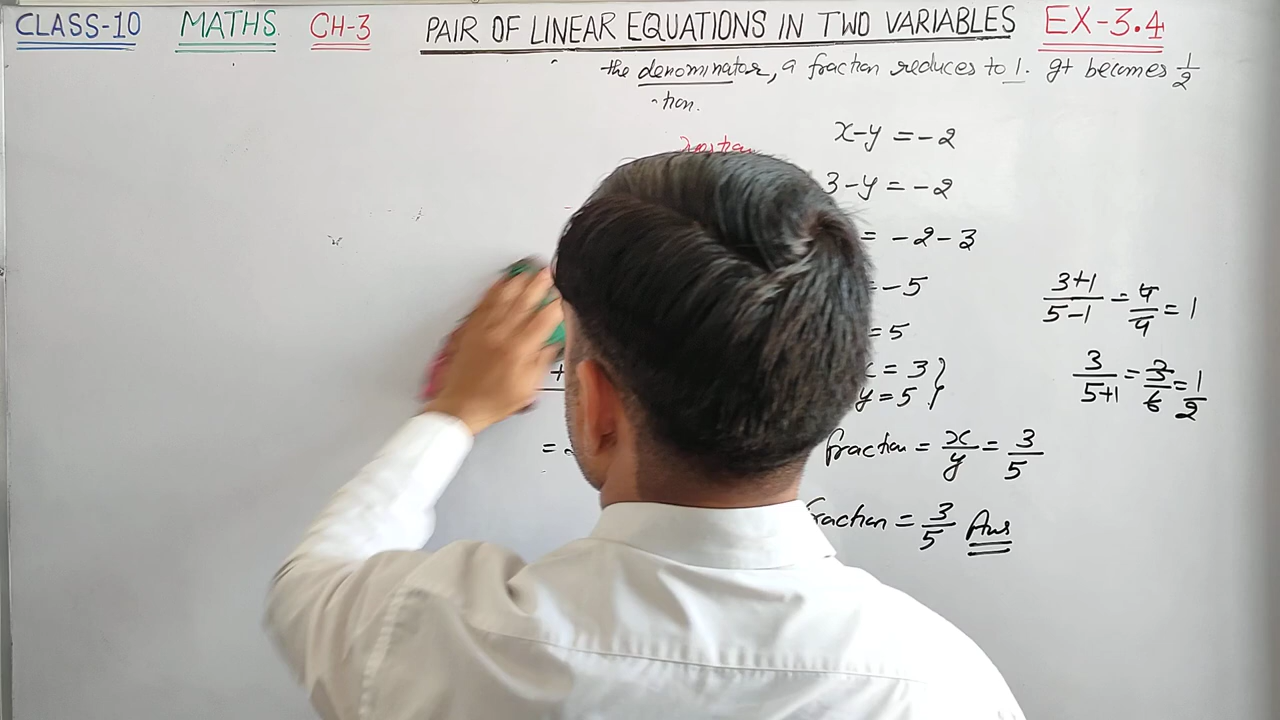 CLASS-10 MATHS CH-3 PAIR OF LINEAR EQUATIONS IN TWO VARIABLES EX-3.4
the denominator, a fraction reduces to 1. It becomes 1/2
x-y = -2
3-y = -2
= -2-3
= -5
= 5
= 3}
y = 5}
fraction = x/y = 3/5
fraction = 3/5 Ans
3+1/5-1 = 4/4 = 1
3/5+1 = 3/6 = 1/2
+
=